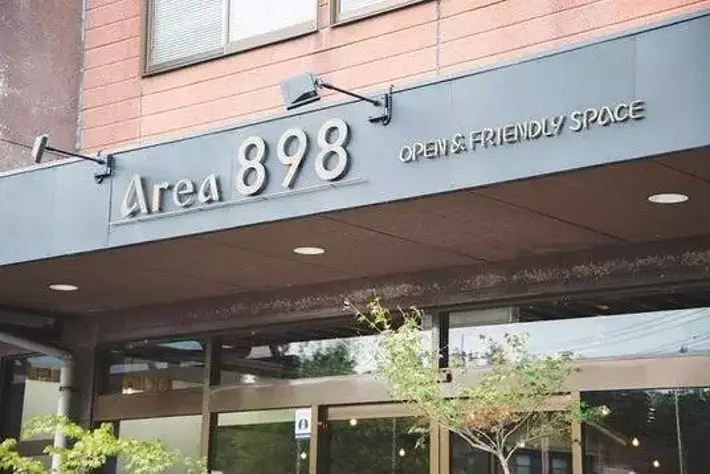 Area 898
OPEN & FRIENDLY SPACE